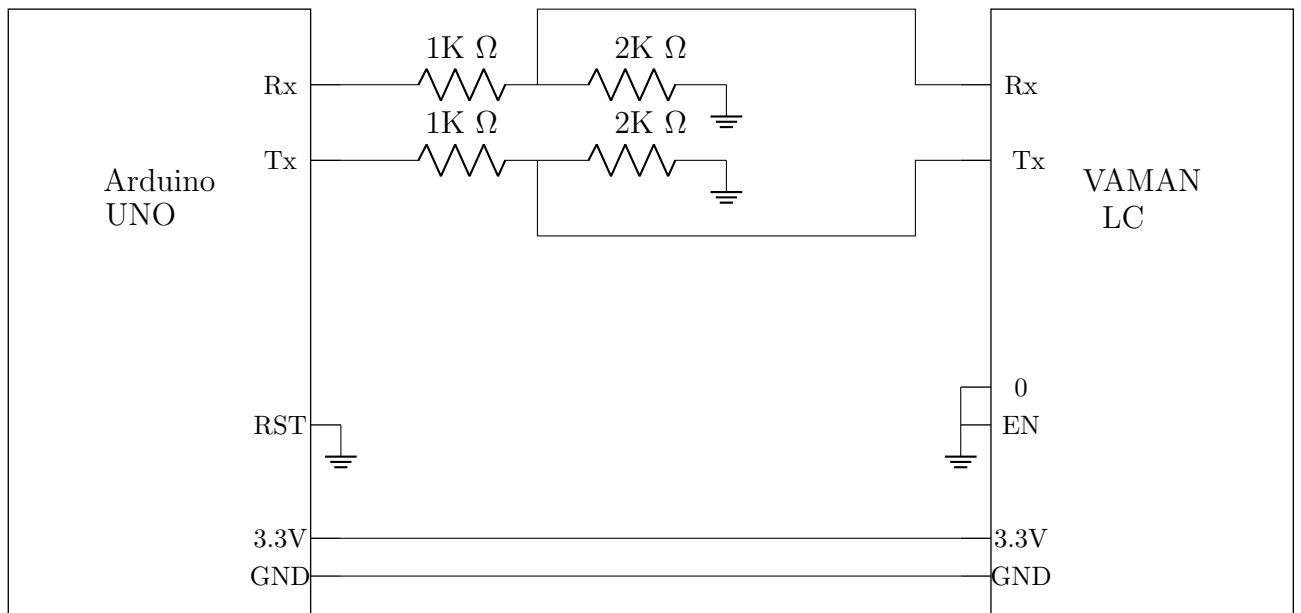 1K Ω
2K Ω
Rx
Rx
1K Ω
2K Ω
Tx
Tx
Arduino
UNO
VAMAN
LC
0
RST
EN
3.3V
3.3V
GND
GND